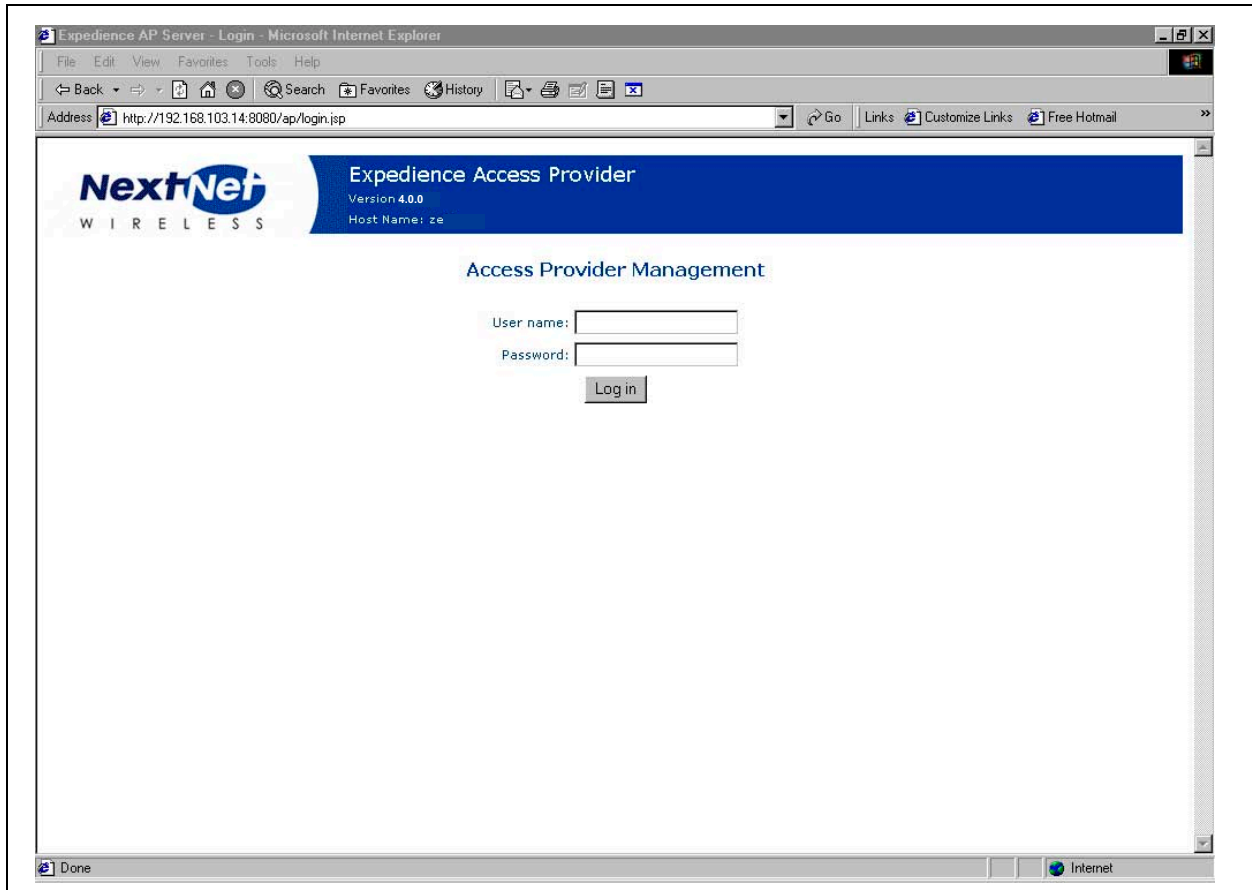 Expedience AP Server - Login - Microsoft Internet Explorer
File Edit View Favorites Tools Help
Back Search Favorites History
Address http://192.168.103.14:8080/ap/login.jsp Go Links Customize Links Free Hotmail »
NextNet
WIRELESS
Expedience Access Provider
Version 4.0.0
Host Name: ze
Access Provider Management
User name:
Password:
Log in
Done Internet